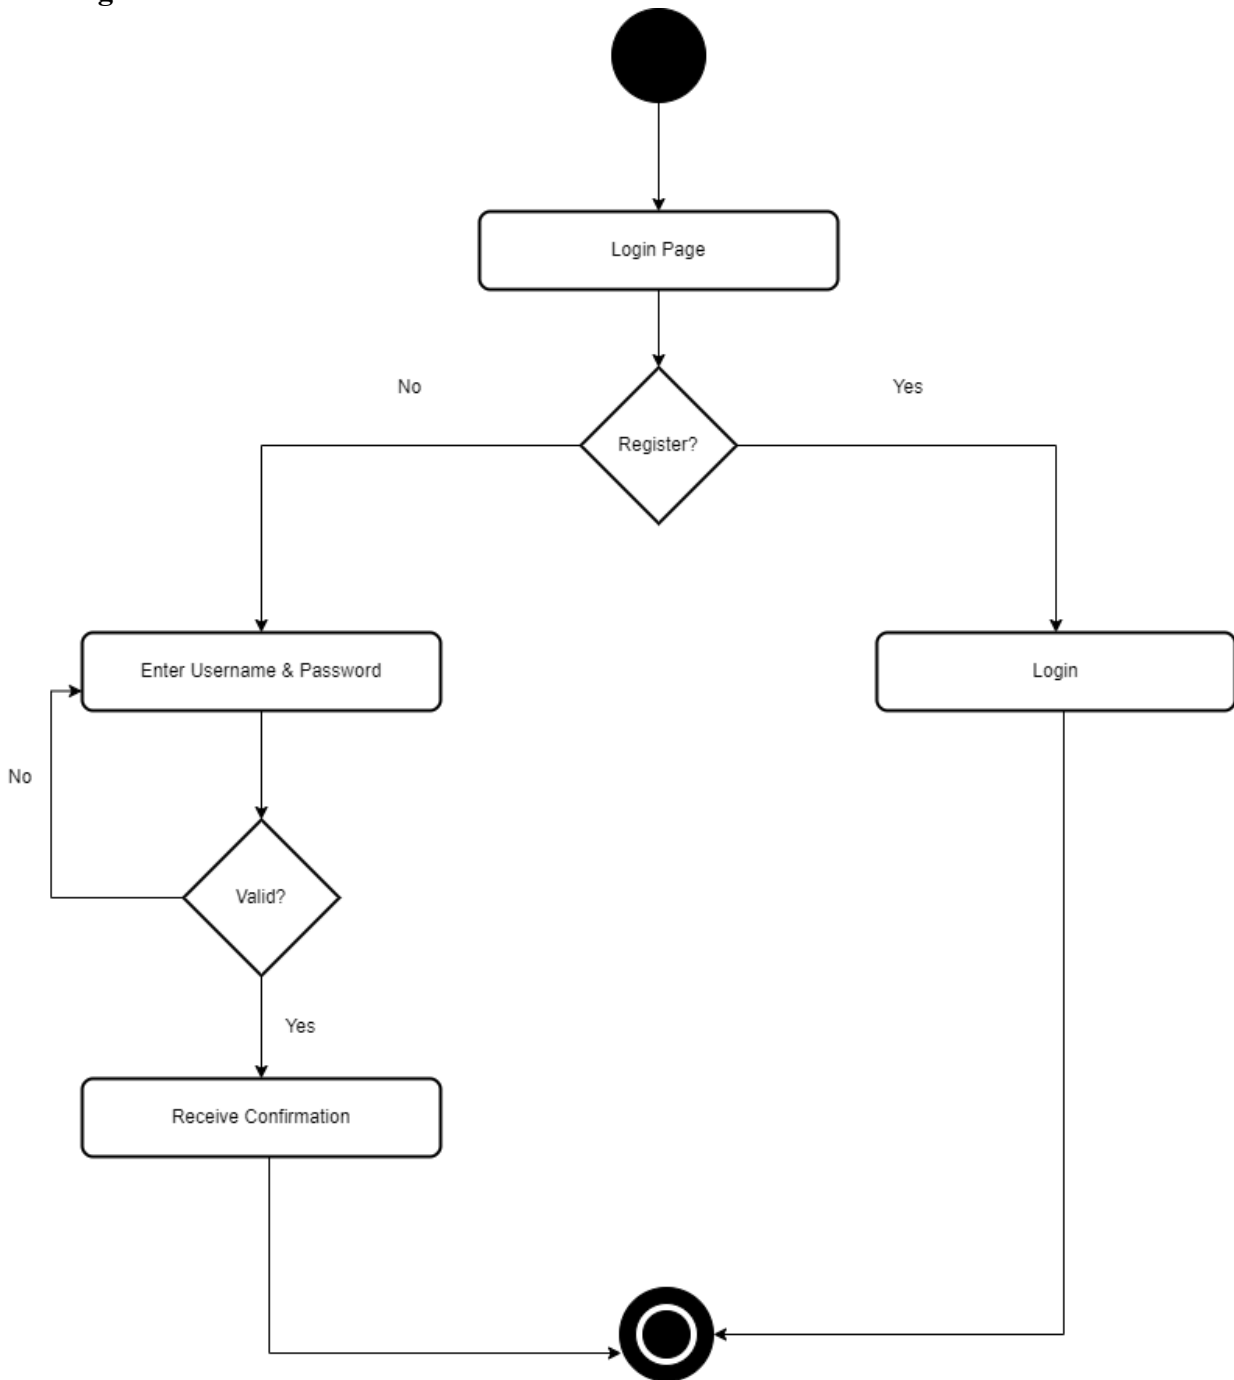 Login Page
No
Yes
Register?
Enter Username & Password
Login
No
Valid?
Yes
Receive Confirmation